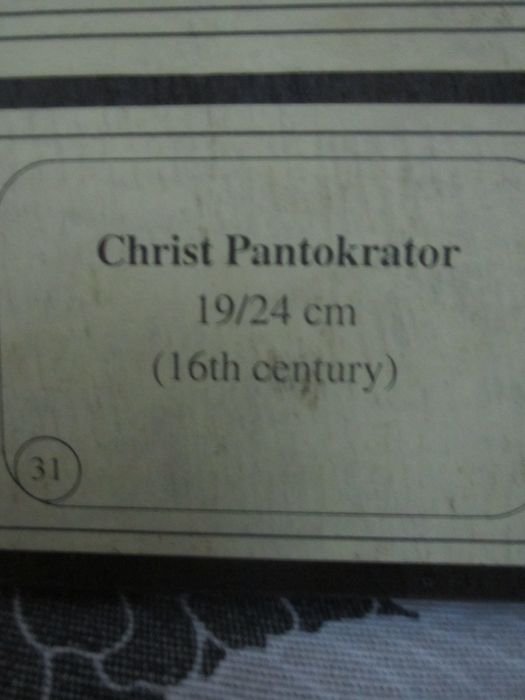 Christ Pantokrator
19/24 cm
(16th century)
31